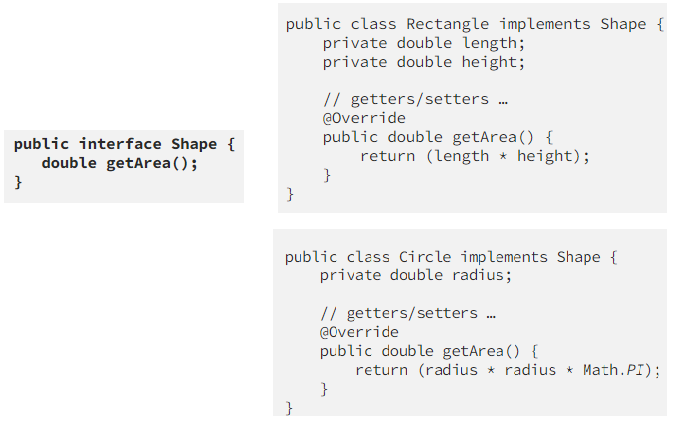 public interface Shape {
double getArea();
}
public class Rectangle implements Shape {
private double length;
private double height;
// getters/setters …
@Override
public double getArea() {
return (length * height);
}
}
public class Circle implements Shape {
private double radius;
// getters/setters …
@Override
public double getArea() {
return (radius * radius * Math.PI);
}
}